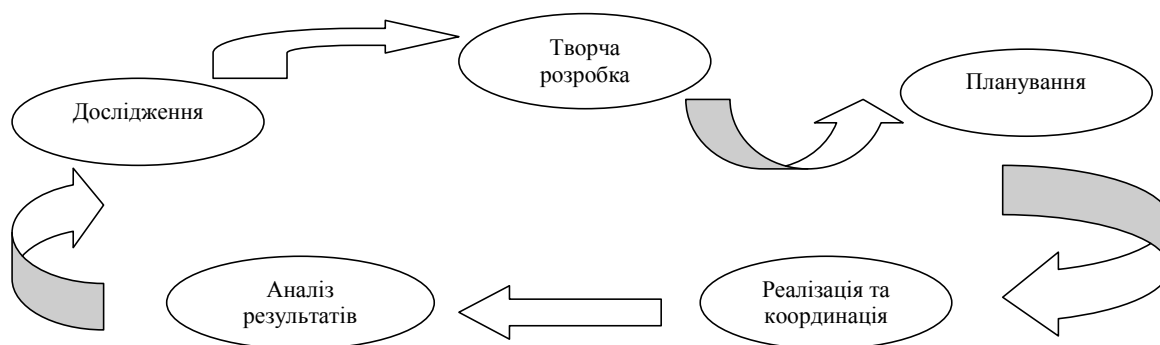 Творча
розробка
Планування
Дослідження
Аналіз
результатів
Реалізація та
координація